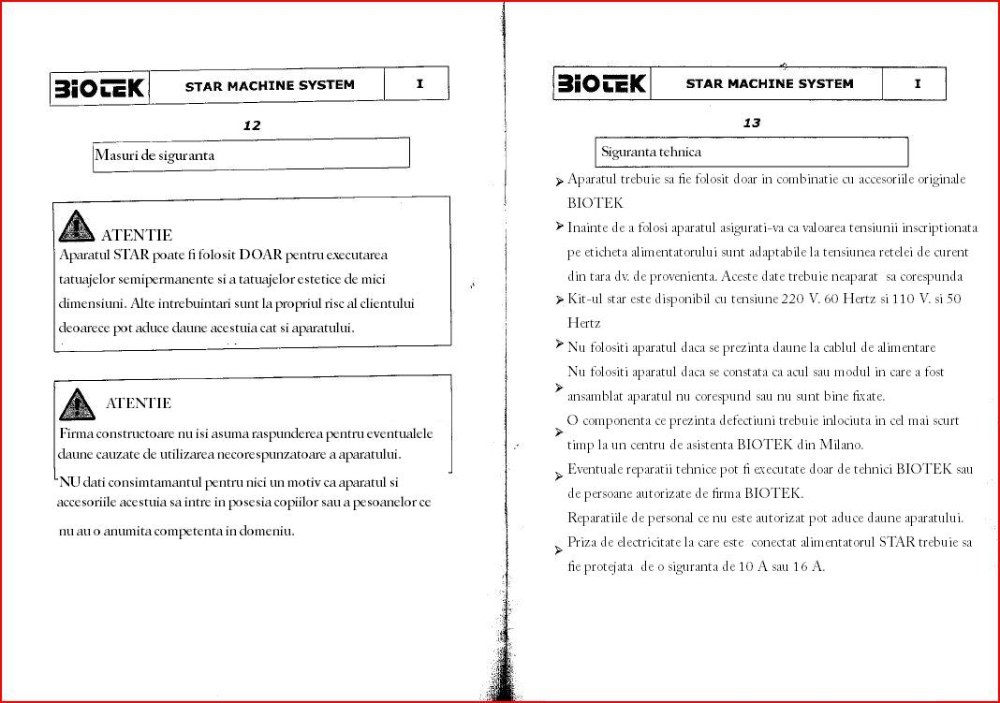 BIOTEK STAR MACHINE SYSTEM I
12
Masuri de siguranta
ATENTIE
Aparatul STAR poate fi folosit DOAR pentru executarea
tatuajelor semipermanente si a tatuajelor estetice de mici
dimensiuni. Alte intrebuintari sunt la propriul risc al clientului
deoarece pot aduce daune acestuia cat si aparatului.
ATENTIE
Firma constructoare nu isi asuma raspunderea pentru eventualele
daune cauzate de utilizarea necorespunzatoare a aparatului.
NU dati consimtamantul pentru nici un motiv ca aparatul si
accesoriile acestuia sa intre in posesia copiilor sau a pesoanelor ce
nu au o anumita competenta in domeniu.
BIOTEK STAR MACHINE SYSTEM I
13
Siguranta tehnica
➢ Aparatul trebuie sa fie folosit doar in combinatie cu accesoriile originale
BIOTEK
➢ Inainte de a folosi aparatul asigurati-va ca valoarea tensiunii inscriptionata
pe eticheta alimentatorului sunt adaptabile la tensiunea retelei de curent
din tara dv. de provenienta. Aceste date trebuie neaparat sa corespunda
➢ Kit-ul star este disponibil cu tensiune 220 V. 60 Hertz si 110 V. si 50
Hertz
➢ Nu folositi aparatul daca se prezinta daune la cablul de alimentare
Nu folositi aparatul daca se constata ca acul sau modul in care a fost
➢ ansamblat aparatul nu corespund sau nu sunt bine fixate.
O componenta ce prezinta defectiuni trebuie inlociuta in cel mai scurt
➢ timp la un centru de asistenta BIOTEK din Milano.
➢ Eventuale reparatii tehnice pot fi executate doar de tehnici BIOTEK sau
de persoane autorizate de firma BIOTEK.
Reparatiile de personal ce nu este autorizat pot aduce daune aparatului.
➢ Priza de electricitate la care este conectat alimentatorul STAR trebuie sa
fie protejata de o siguranta de 10 A sau 16 A.